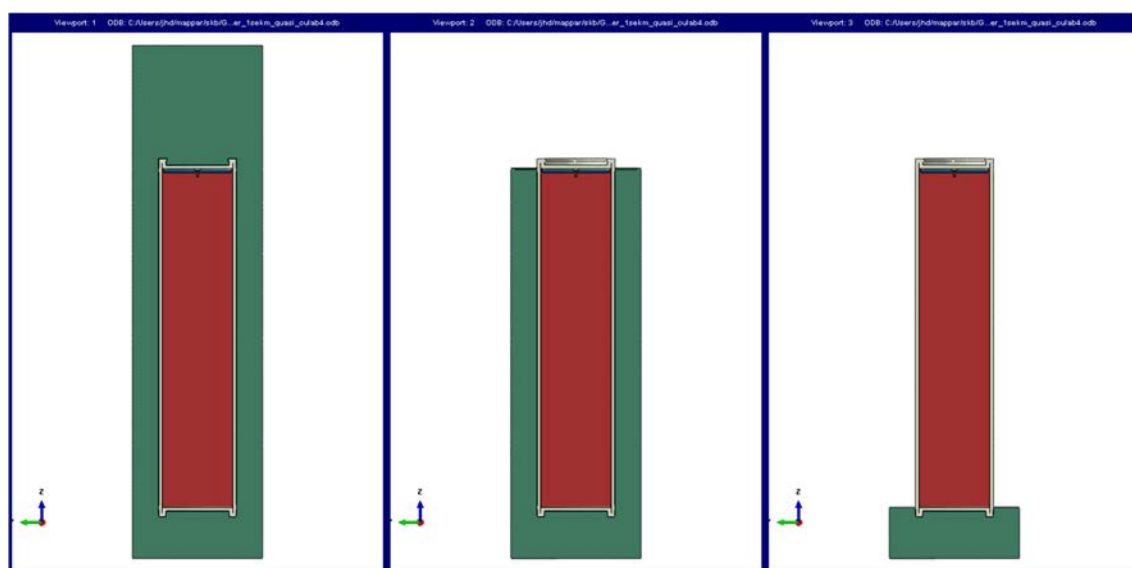 Viewport: 1 ODB: C:/Users/jhd/mappar/skb/G...er_1sekm_quasi_oulab4.odb
Viewport: 2 ODB: C:/Users/jhd/mappar/skb/G...er_1sekm_quasi_oulab4.odb
Viewport: 3 ODB: C:/Users/jhd/mappar/skb/G...er_1sekm_quasi_oulab4.odb
Z
Z
Z